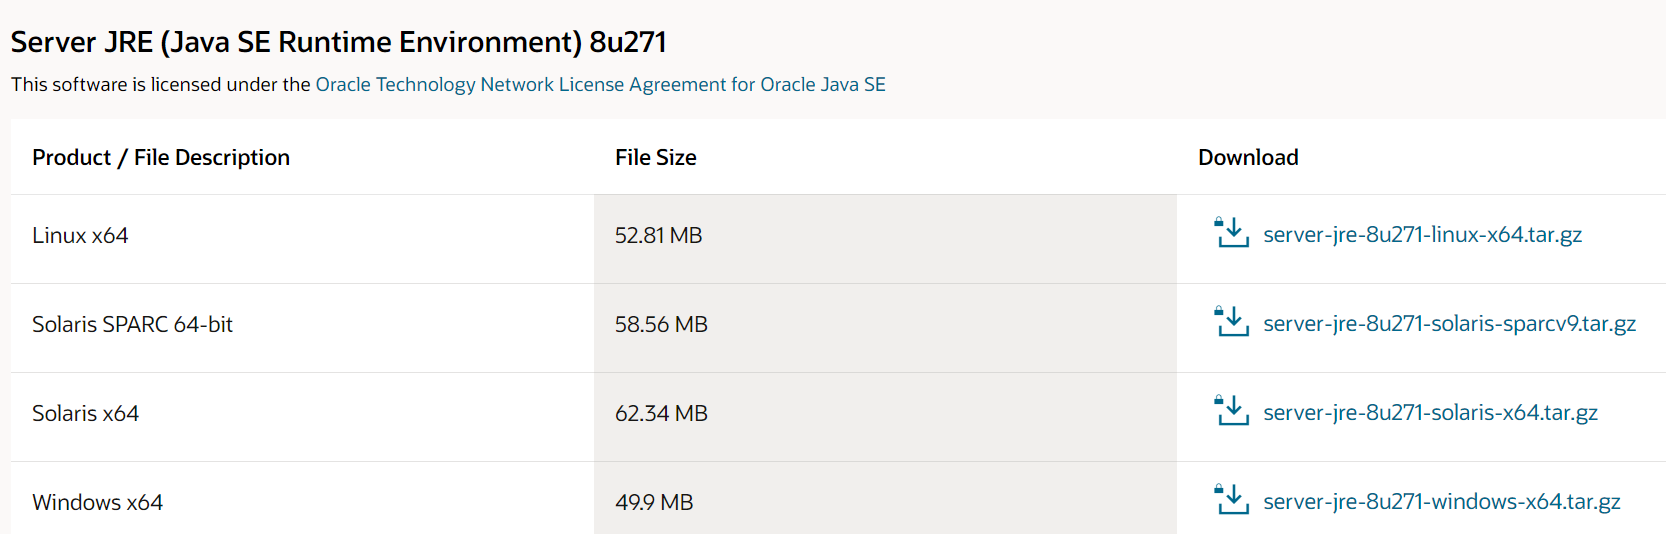 Server JRE (Java SE Runtime Environment) 8u271
This software is licensed under the Oracle Technology Network License Agreement for Oracle Java SE
Product / File Description File Size Download
Linux x64 52.81 MB server-jre-8u271-linux-x64.tar.gz
Solaris SPARC 64-bit 58.56 MB server-jre-8u271-solaris-sparcv9.tar.gz
Solaris x64 62.34 MB server-jre-8u271-solaris-x64.tar.gz
Windows x64 49.9 MB server-jre-8u271-windows-x64.tar.gz